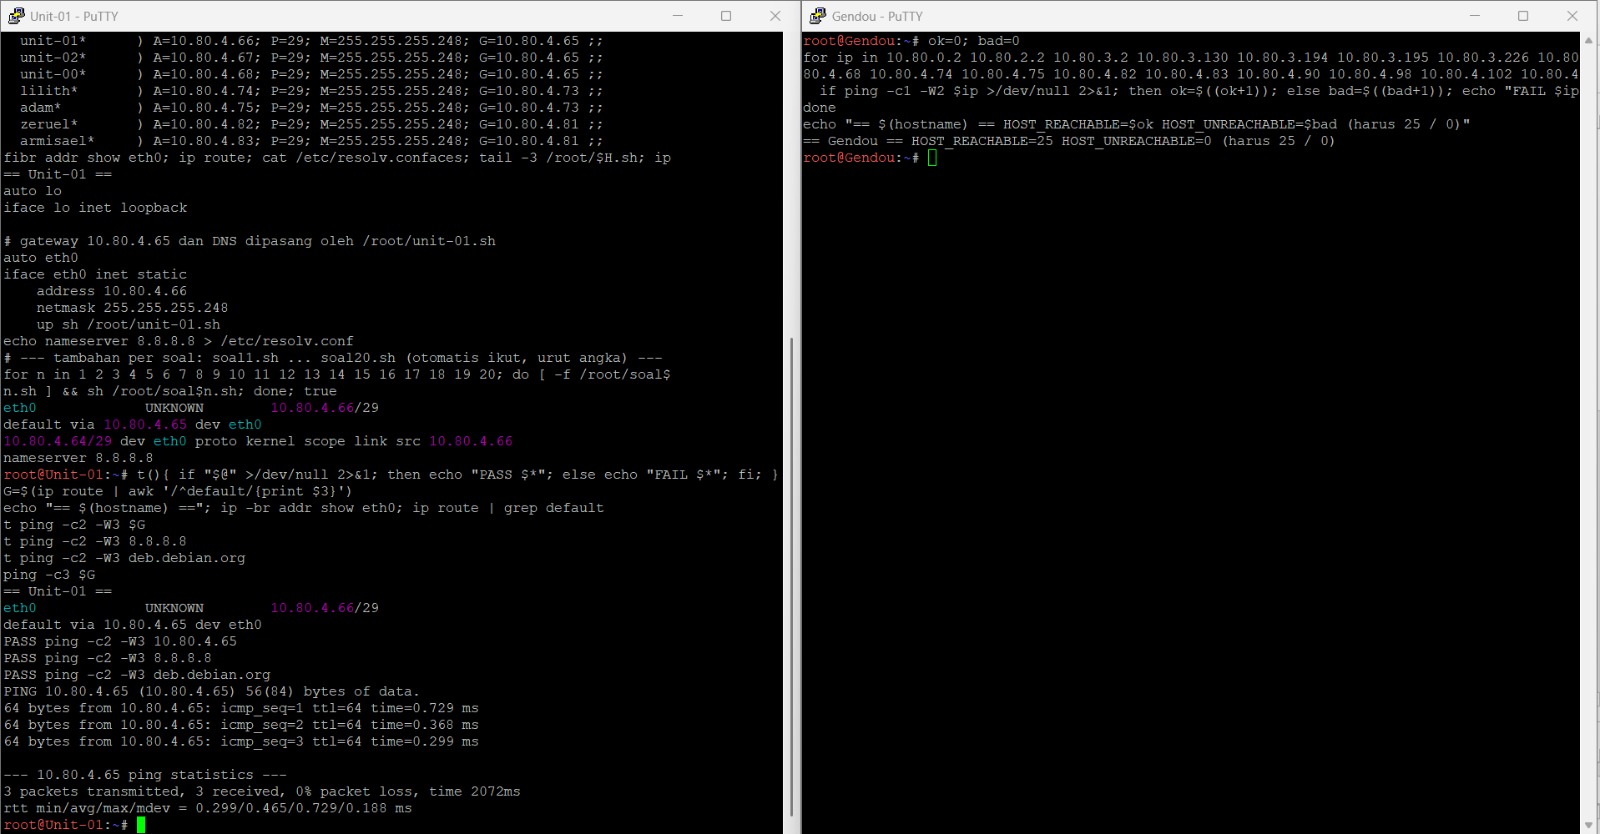 Unit-01 - PuTTY
  unit-01*      ) A=10.80.4.66; P=29; M=255.255.255.248; G=10.80.4.65 ;;
  unit-02*      ) A=10.80.4.67; P=29; M=255.255.255.248; G=10.80.4.65 ;;
  unit-00*      ) A=10.80.4.68; P=29; M=255.255.255.248; G=10.80.4.65 ;;
  lilith*       ) A=10.80.4.74; P=29; M=255.255.255.248; G=10.80.4.73 ;;
  adam*         ) A=10.80.4.75; P=29; M=255.255.255.248; G=10.80.4.73 ;;
  zeruel*       ) A=10.80.4.82; P=29; M=255.255.255.248; G=10.80.4.81 ;;
  armisael*     ) A=10.80.4.83; P=29; M=255.255.255.248; G=10.80.4.81 ;;
fibr addr show eth0; ip route; cat /etc/resolv.confaces; tail -3 /root/$H.sh; ip
== Unit-01 ==
auto lo
iface lo inet loopback

# gateway 10.80.4.65 dan DNS dipasang oleh /root/unit-01.sh
auto eth0
iface eth0 inet static
    address 10.80.4.66
    netmask 255.255.255.248
    up sh /root/unit-01.sh
echo nameserver 8.8.8.8 > /etc/resolv.conf
# --- tambahan per soal: soal1.sh ... soal20.sh (otomatis ikut, urut angka) ---
for n in 1 2 3 4 5 6 7 8 9 10 11 12 13 14 15 16 17 18 19 20; do [ -f /root/soal$
n.sh ] && sh /root/soal$n.sh; done; true
eth0             UNKNOWN        10.80.4.66/29
default via 10.80.4.65 dev eth0
10.80.4.64/29 dev eth0 proto kernel scope link src 10.80.4.66
nameserver 8.8.8.8
root@Unit-01:~# t(){ if "$@" >/dev/null 2>&1; then echo "PASS $*"; else echo "FAIL $*"; fi; }
G=$(ip route | awk '/^default/{print $3}')
echo "== $(hostname) =="; ip -br addr show eth0; ip route | grep default
t ping -c2 -W3 $G
t ping -c2 -W3 8.8.8.8
t ping -c2 -W3 deb.debian.org
ping -c3 $G
== Unit-01 ==
eth0             UNKNOWN        10.80.4.66/29
default via 10.80.4.65 dev eth0
PASS ping -c2 -W3 10.80.4.65
PASS ping -c2 -W3 8.8.8.8
PASS ping -c2 -W3 deb.debian.org
PING 10.80.4.65 (10.80.4.65) 56(84) bytes of data.
64 bytes from 10.80.4.65: icmp_seq=1 ttl=64 time=0.729 ms
64 bytes from 10.80.4.65: icmp_seq=2 ttl=64 time=0.368 ms
64 bytes from 10.80.4.65: icmp_seq=3 ttl=64 time=0.299 ms

--- 10.80.4.65 ping statistics ---
3 packets transmitted, 3 received, 0% packet loss, time 2072ms
rtt min/avg/max/mdev = 0.299/0.465/0.729/0.188 ms
root@Unit-01:~#
Gendou - PuTTY
root@Gendou:~# ok=0; bad=0
for ip in 10.80.0.2 10.80.2.2 10.80.3.2 10.80.3.130 10.80.3.194 10.80.3.195 10.80.3.226 10.80
80.4.68 10.80.4.74 10.80.4.75 10.80.4.82 10.80.4.83 10.80.4.90 10.80.4.98 10.80.4.102 10.80.4
  if ping -c1 -W2 $ip >/dev/null 2>&1; then ok=$((ok+1)); else bad=$((bad+1)); echo "FAIL $ip
done
echo "== $(hostname) == HOST_REACHABLE=$ok HOST_UNREACHABLE=$bad (harus 25 / 0)"
== Gendou == HOST_REACHABLE=25 HOST_UNREACHABLE=0 (harus 25 / 0)
root@Gendou:~#